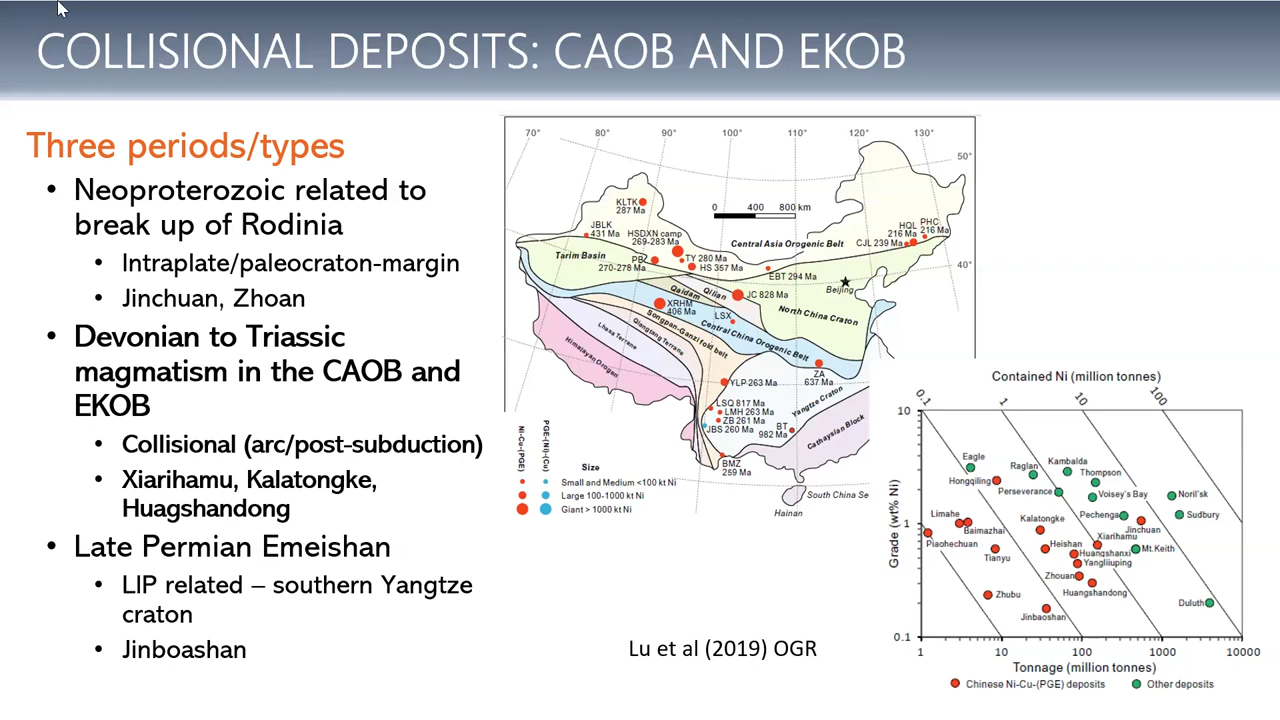 COLLISIONAL DEPOSITS: CAOB AND EKOB
Three periods/types
• Neoproterozoic related to
break up of Rodinia
• Intraplate/paleocraton-margin
• Jinchuan, Zhoan
• Devonian to Triassic
magmatism in the CAOB and
EKOB
• Collisional (arc/post-subduction)
• Xiarihamu, Kalatongke,
Huagshandong
• Late Permian Emeishan
• LIP related – southern Yangtze
craton
• Jinboashan
70°
80°
90°
100°
110°
120°
130°
50°
40°
0 400 800 km
KLTK
287 Ma
JBLK
431 Ma
HSDXN camp
269-283 Ma
Central Asia Orogenic Belt
HQL
216 Ma
PHC
216 Ma
CJL 239 Ma
Tarim Basin
PB
270-278 Ma
TY 280 Ma
HS 357 Ma
EBT 294 Ma
Beijing
Qaidam
Qilian
JC 828 Ma
XRHM
406 Ma
LSX
North China Craton
Songpan-Ganzi fold belt
Central China Orogenic Belt
Lhasa Terrane
Qiangtang Terrane
Himalayan Orogen
ZA
637 Ma
YLP 263 Ma
Yangtze Craton
LSQ 817 Ma
LMH 263 Ma
ZB 261 Ma
JBS 260 Ma
BT
982 Ma
Cathaysian Block
BMZ
259 Ma
South China Se
Hainan
Ni-Cu-(PGE)
PGE-(Ni)-(Cu)
Size
Small and Medium <100 kt Ni
Large 100-1000 kt Ni
Giant > 1000 kt Ni
Contained Ni (million tonnes)
0.1
1
10
100
10
1
0.1
Grade (wt% Ni)
Eagle
Hongqiling
Raglan
Kambalda
Thompson
Perseverance
Voisey's Bay
Noril'sk
Limahe
Baimazhai
Kalatongke
Pechenga
Sudbury
Jinchuan
Piaohechuan
Tianyu
Heishan
Xiarihamu
Huangshanxi
Mt.Keith
Yangliuping
Zhouan
Huangshandong
Zhubu
Jinbaoshan
Duluth
1 10 100 1000 10000
Tonnage (million tonnes)
Chinese Ni-Cu-(PGE) deposits
Other deposits
Lu et al (2019) OGR